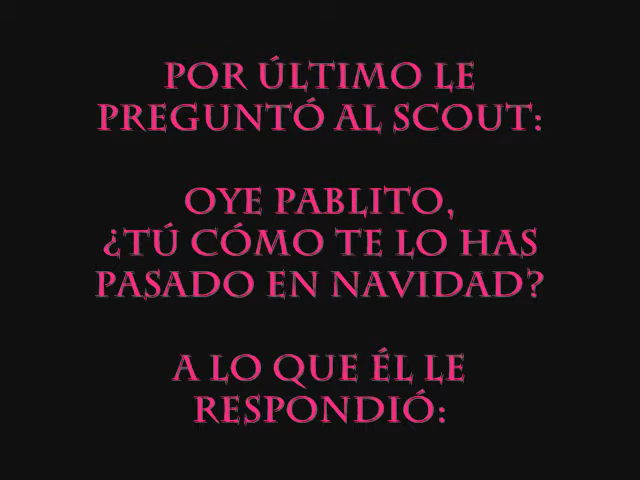 POR ÚLTIMO LE
PREGUNTÓ AL SCOUT:
OYE PABLITO,
¿TÚ CÓMO TE LO HAS
PASADO EN NAVIDAD?
A LO QUE ÉL LE
RESPONDIÓ: